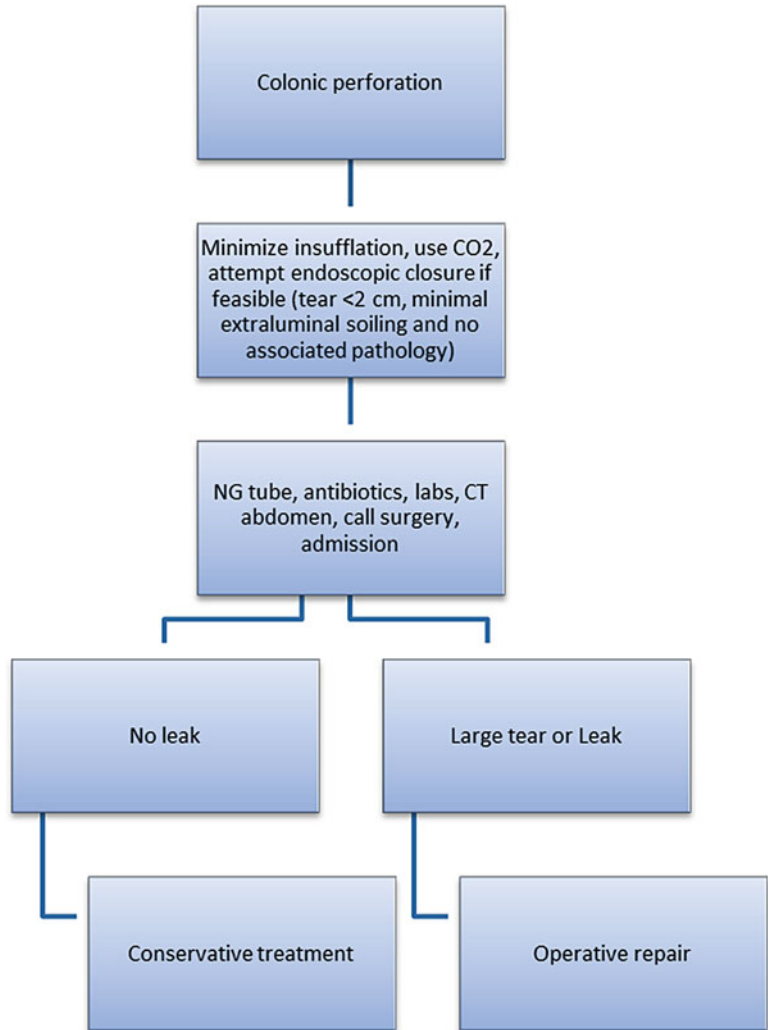 Colonic perforation
Minimize insufflation, use CO2,
attempt endoscopic closure if
feasible (tear <2 cm, minimal
extraluminal soiling and no
associated pathology)
NG tube, antibiotics, labs, CT
abdomen, call surgery,
admission
No leak
Large tear or Leak
Conservative treatment
Operative repair